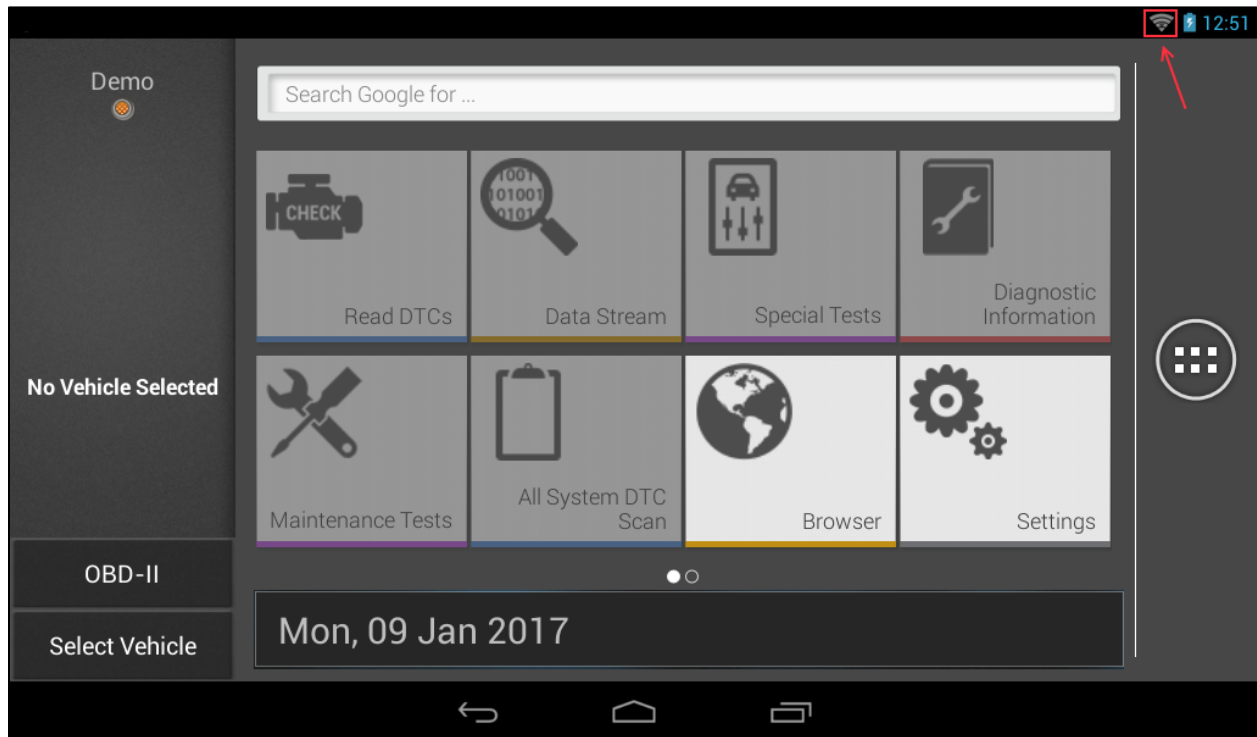 12:51
Demo
Search Google for ...
CHECK
1001
101001
0101
Read DTCs
Data Stream
Special Tests
Diagnostic
Information
No Vehicle Selected
Maintenance Tests
All System DTC
Scan
Browser
Settings
OBD-II
Select Vehicle
Mon, 09 Jan 2017